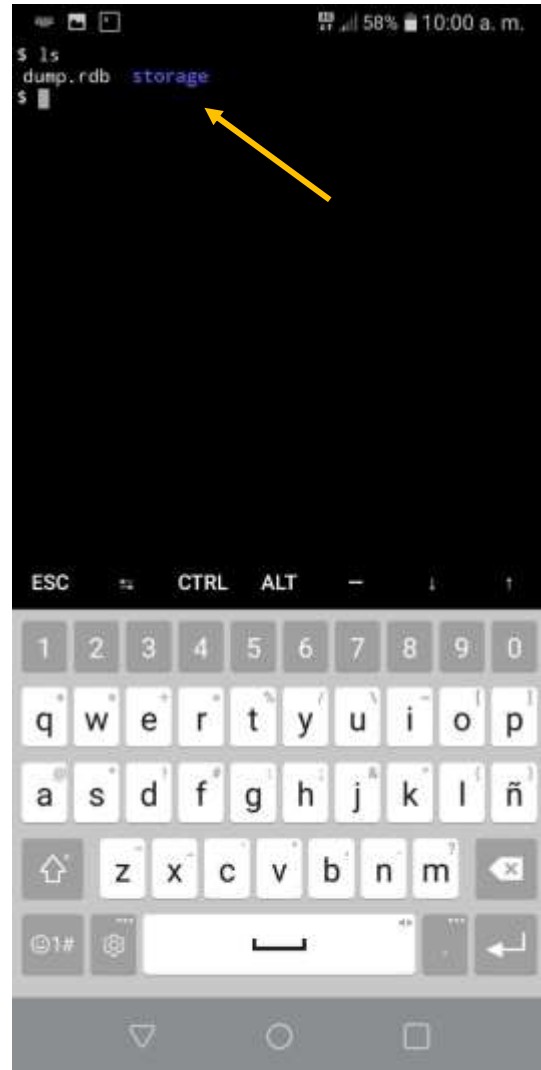 58% 10:00 a. m.
$ ls
dump.rdb storage
$
ESC CTRL ALT –
1 2 3 4 5 6 7 8 9 0
q w e r t y u i o p
a s d f g h j k l ñ
z x c v b n m
☺1# .